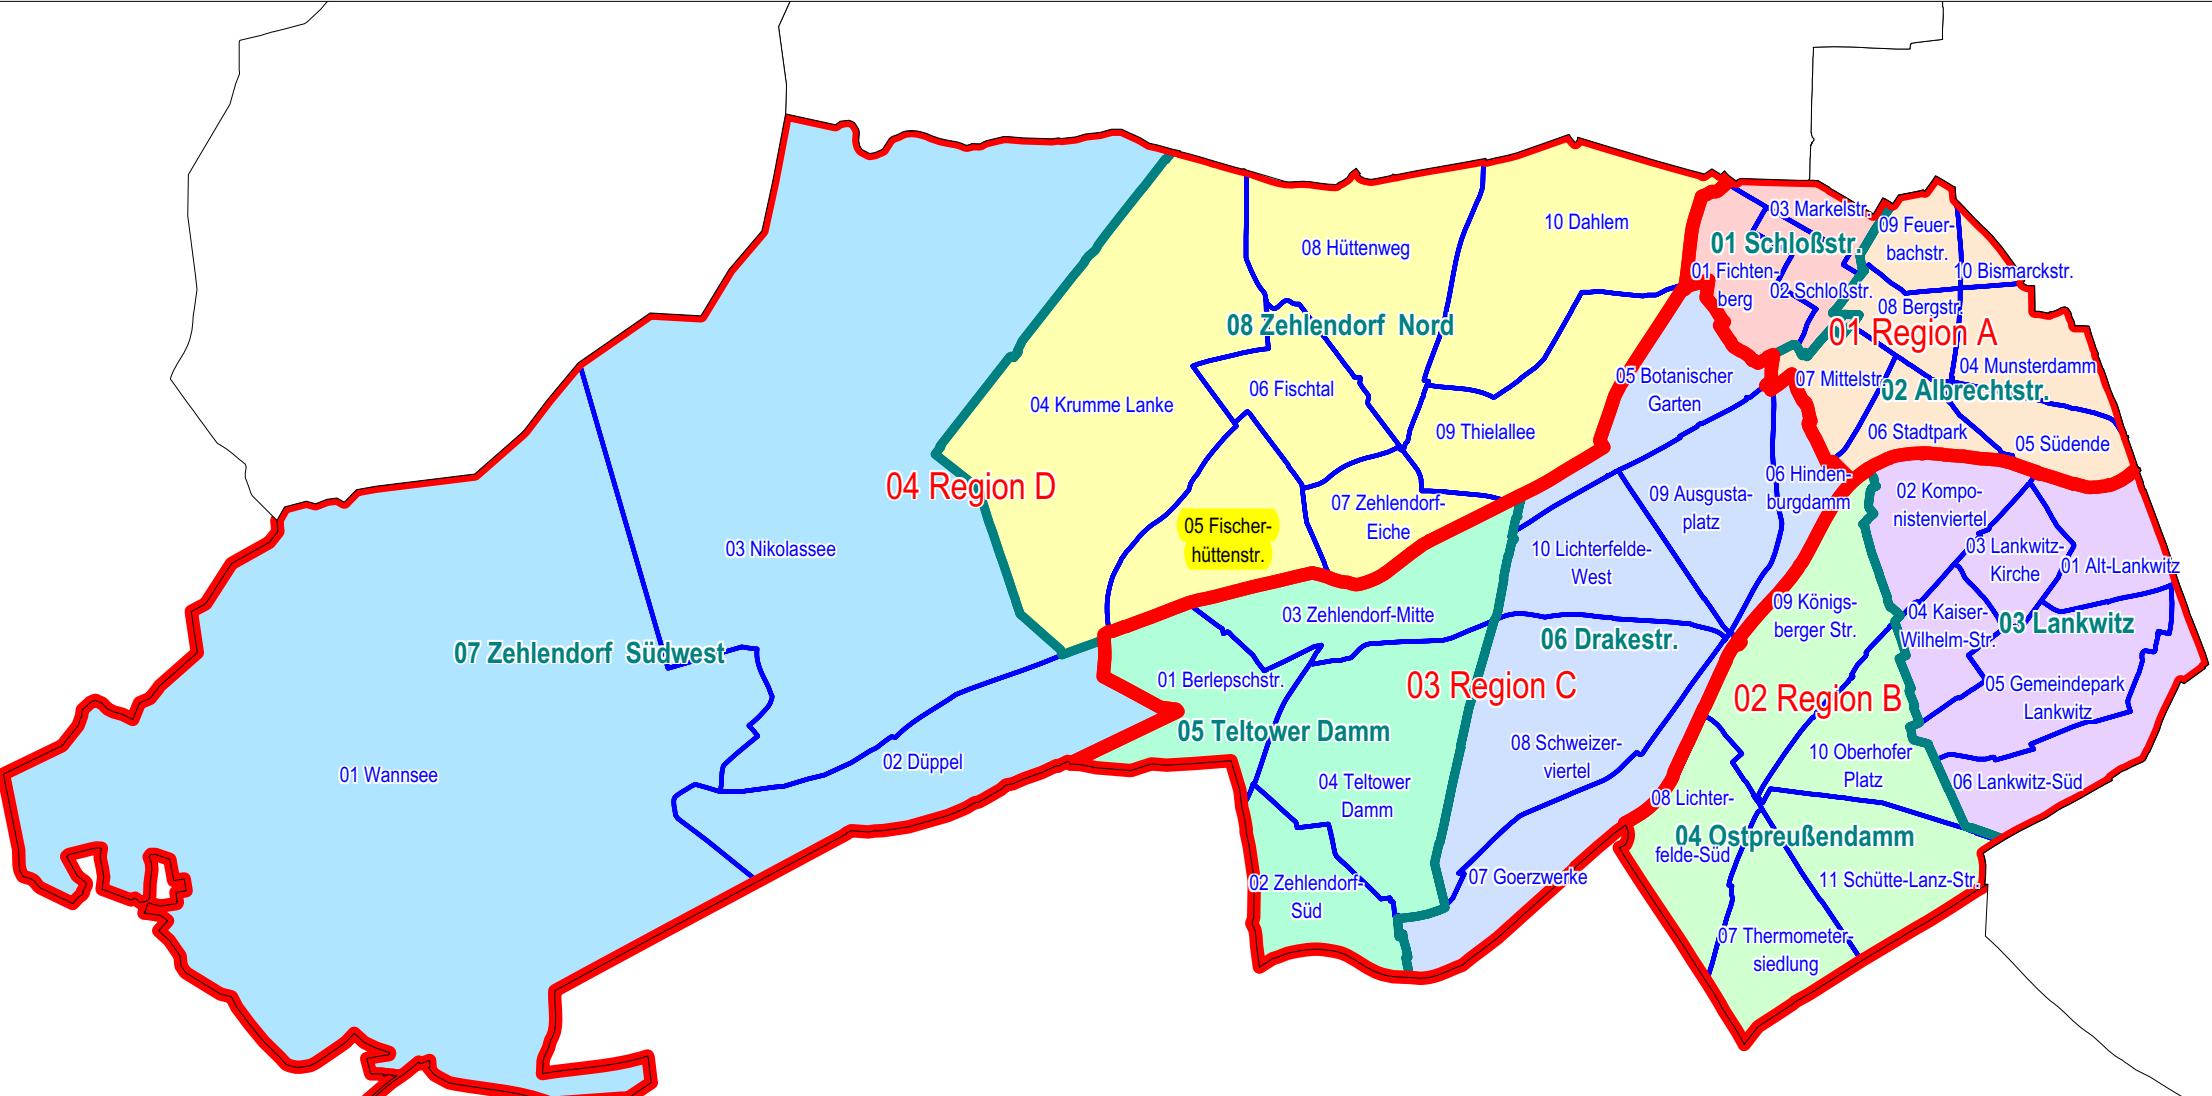 03 Markelstr.
10 Dahlem
09 Feuer-
bachstr.
01 Schloßstr.
08 Hüttenweg
01 Fichten-
berg
10 Bismarckstr.
02 Schloßstr.
08 Bergstr.
08 Zehlendorf Nord
01 Region A
04 Munsterdamm
05 Botanischer
Garten
07 Mittelstr.
02 Albrechtstr.
06 Fischtal
04 Krumme Lanke
09 Thielallee
06 Stadtpark
05 Südende
04 Region D
06 Hinden-
burgdamm
09 Ausgusta-
platz
02 Kompo-
nistenviertel
07 Zehlendorf-
Eiche
05 Fischer-
hüttenstr.
03 Nikolassee
10 Lichterfelde-
West
03 Lankwitz-
Kirche
01 Alt-Lankwitz
09 Königs-
berger Str.
04 Kaiser-
Wilhelm-Str.
03 Lankwitz
03 Zehlendorf-Mitte
06 Drakestr.
07 Zehlendorf Südwest
01 Berlepschstr.
03 Region C
02 Region B
05 Gemeindepark
Lankwitz
05 Teltower Damm
08 Schweizer-
viertel
10 Oberhofer
Platz
02 Düppel
01 Wannsee
04 Teltower
Damm
06 Lankwitz-Süd
08 Lichter-
felde-Süd
04 Ostpreußendamm
02 Zehlendorf-
Süd
07 Goerzwerke
11 Schütte-Lanz-Str.
07 Thermometer-
siedlung